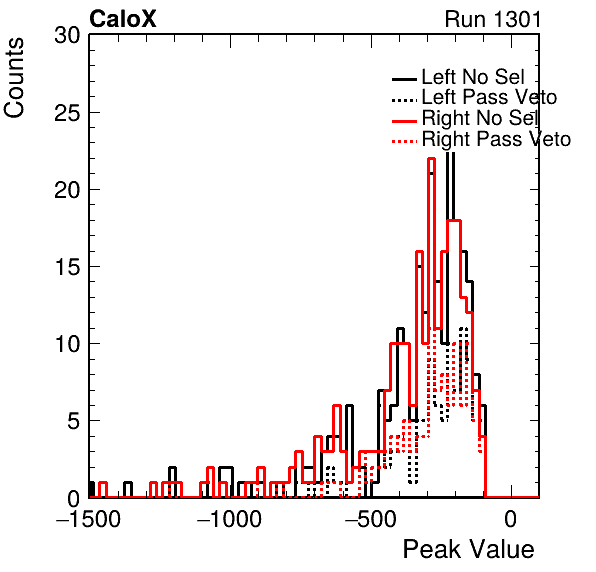 CaloX Run 1301
Counts
30
25
20
15
10
5
0
Left No Sel
Left Pass Veto
Right No Sel
Right Pass Veto
−1500 −1000 −500 0
Peak Value